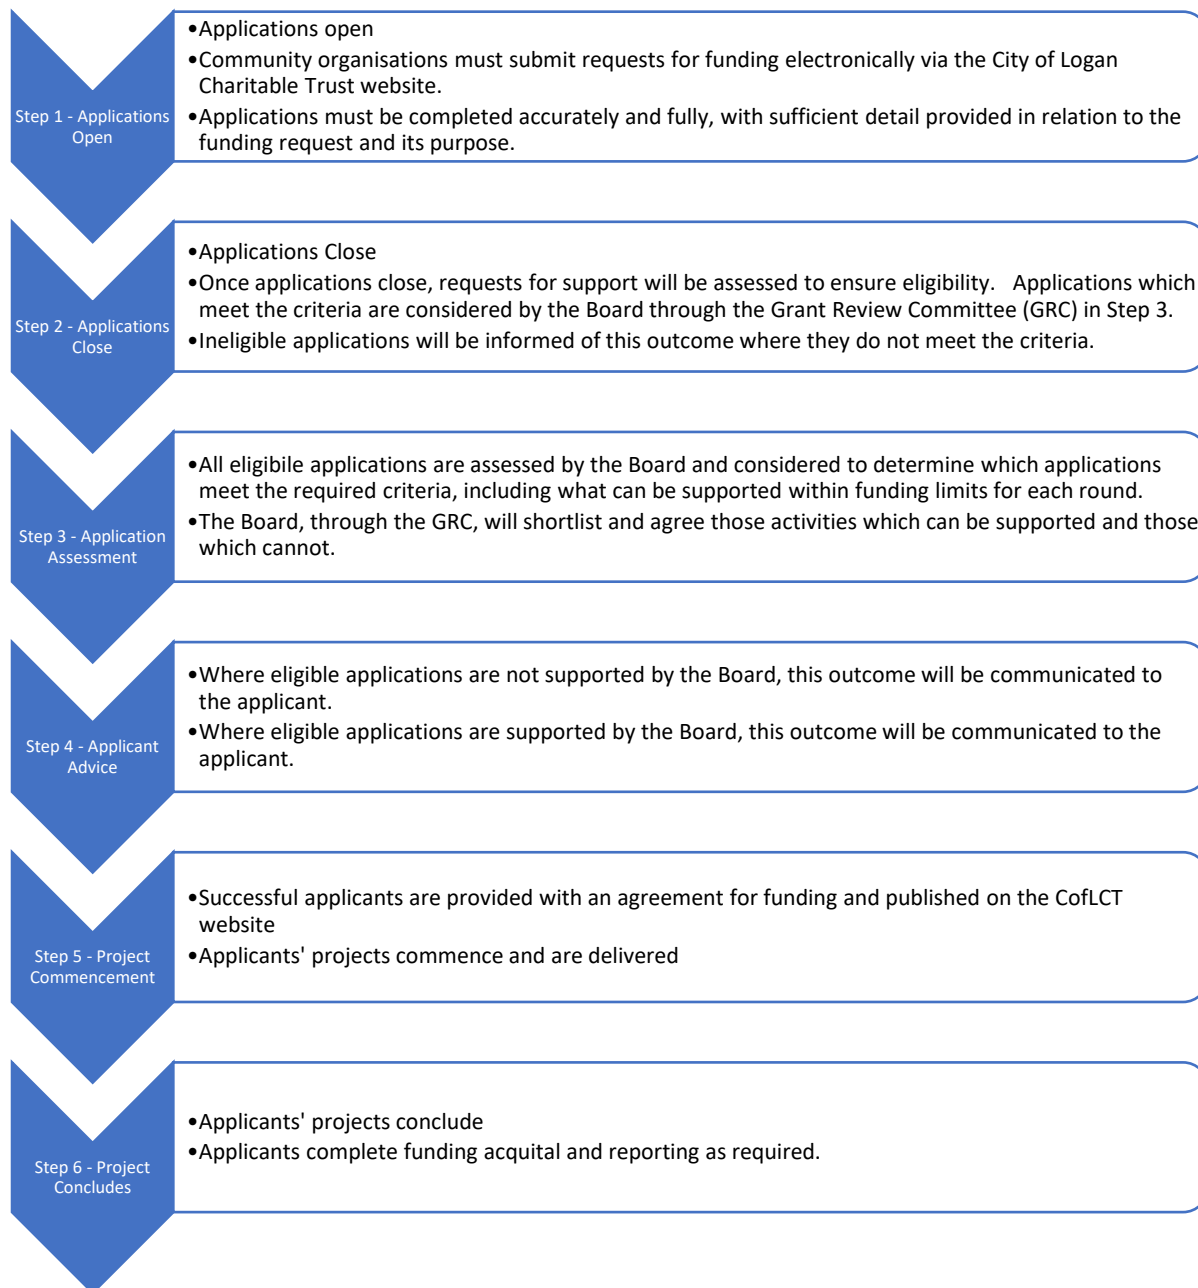 Step 1 - Applications
Open
•Applications open
•Community organisations must submit requests for funding electronically via the City of Logan
Charitable Trust website.
•Applications must be completed accurately and fully, with sufficient detail provided in relation to the
funding request and its purpose.
Step 2 - Applications
Close
•Applications Close
•Once applications close, requests for support will be assessed to ensure eligibility.   Applications which
meet the criteria are considered by the Board through the Grant Review Committee (GRC) in Step 3.
•Ineligible applications will be informed of this outcome where they do not meet the criteria.
Step 3 - Application
Assessment
•All eligibile applications are assessed by the Board and considered to determine which applications
meet the required criteria, including what can be supported within funding limits for each round.
•The Board, through the GRC, will shortlist and agree those activities which can be supported and those
which cannot.
Step 4 - Applicant
Advice
•Where eligible applications are not supported by the Board, this outcome will be communicated to
the applicant.
•Where eligible applications are supported by the Board, this outcome will be communicated to the
applicant.
Step 5 - Project
Commencement
•Successful applicants are provided with an agreement for funding and published on the CofLCT
website
•Applicants' projects commence and are delivered
Step 6 - Project
Concludes
•Applicants' projects conclude
•Applicants complete funding acquital and reporting as required.